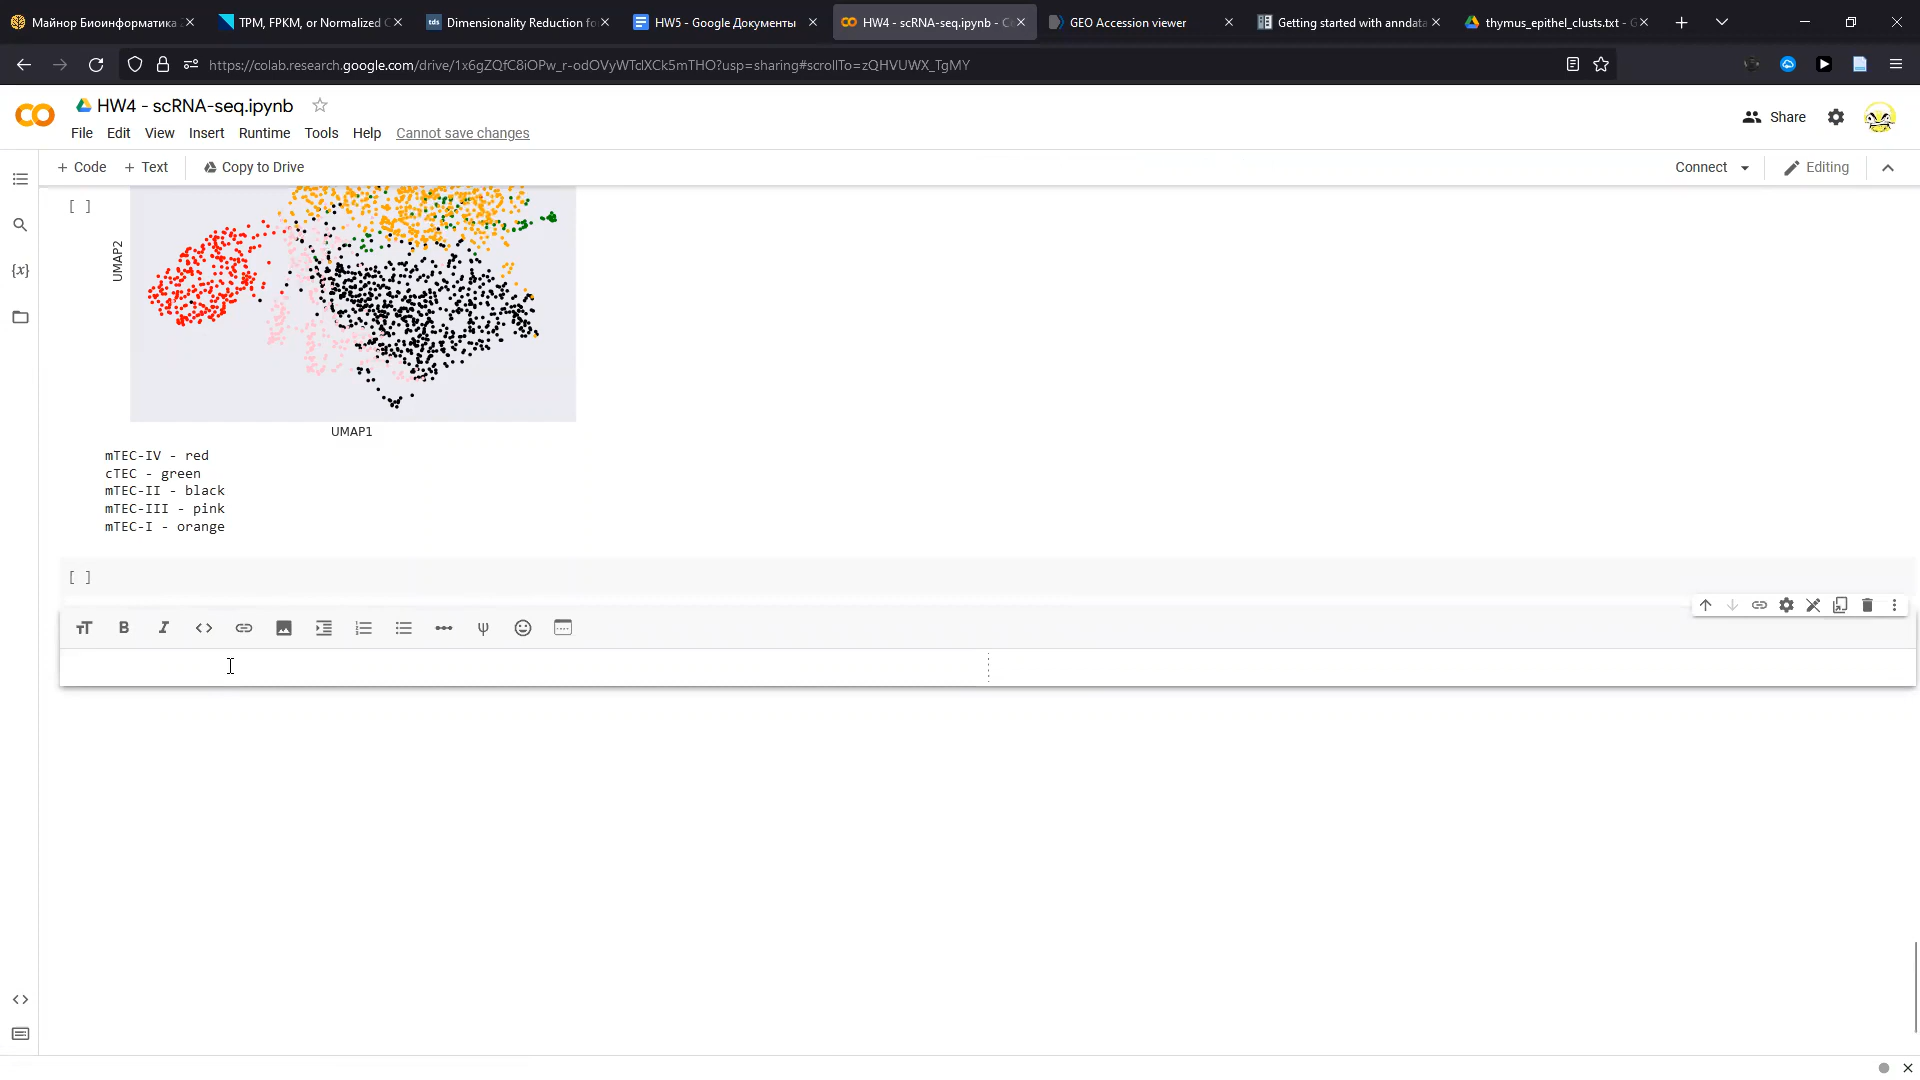 Майнор Биоинформатика
TPM, FPKM, or Normalized C
tds Dimensionality Reduction fo
HW5 - Google Документы
HW4 - scRNA-seq.ipynb - C
GEO Accession viewer
Getting started with anndata
thymus_epithel_clusts.txt - G
https://colab.research.google.com/drive/1x6gZQfC8iOPw_r-odOVyWTclXCk5mTHO?usp=sharing#scrollTo=zQHVUWX_TgMY
HW4 - scRNA-seq.ipynb
Share
File Edit View Insert Runtime Tools Help Cannot save changes
+ Code + Text Copy to Drive
Connect
Editing
{x}
[ ]
UMAP2
UMAP1
mTEC-IV - red
cTEC - green
mTEC-II - black
mTEC-III - pink
mTEC-I - orange
[ ]
TT B I <> ψ